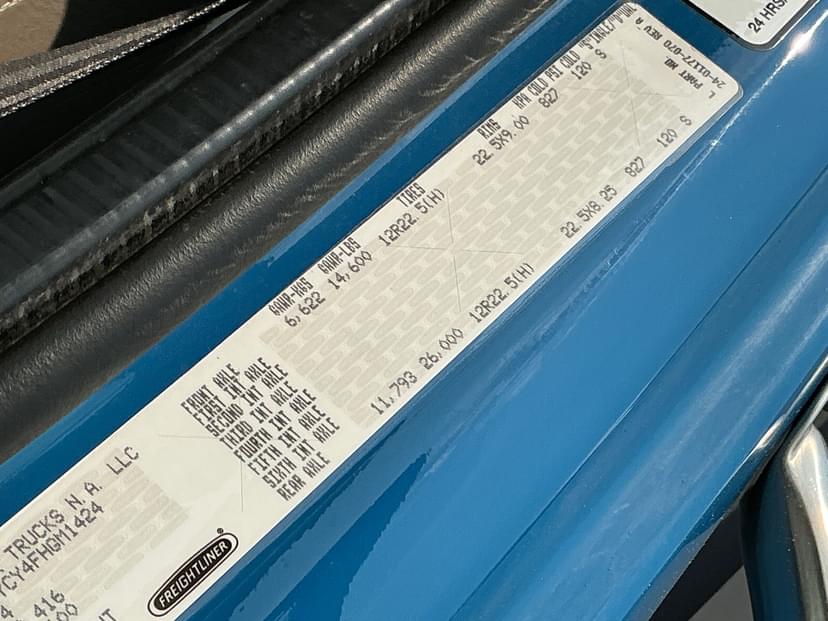 24 HRS
GAWR-KGS GAWR-LBS TIRES RIMS KPA COLD PSI COLD
FRONT AXLE 6,622 14,600 12R22.5(H) 22.5X9.00 827 120 S
FIRST INT AXLE
SECOND INT AXLE
THIRD INT AXLE
FOURTH INT AXLE
FIFTH INT AXLE
SIXTH INT AXLE
REAR AXLE 11,793 26,000 12R22.5(H) 22.5X8.25 827 120 S
PART NO.
24-01177-070 REV A
TRUCKS N.A. LLC
YCY4FHGM1424
416
FREIGHTLINER®